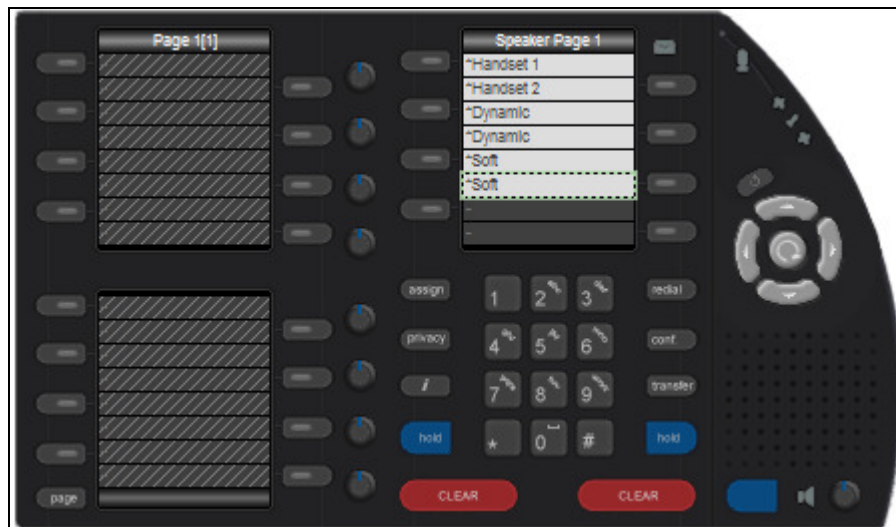 Page 1[1]
Speaker Page 1
~Handset 1
~Handset 2
~Dynamic
~Dynamic
~Soft
~Soft
-
-
assign
1
2
3
redial
privacy
4
5
6
conf.
i
7
8
9
transfer
hold
*
0
#
hold
page
CLEAR
CLEAR